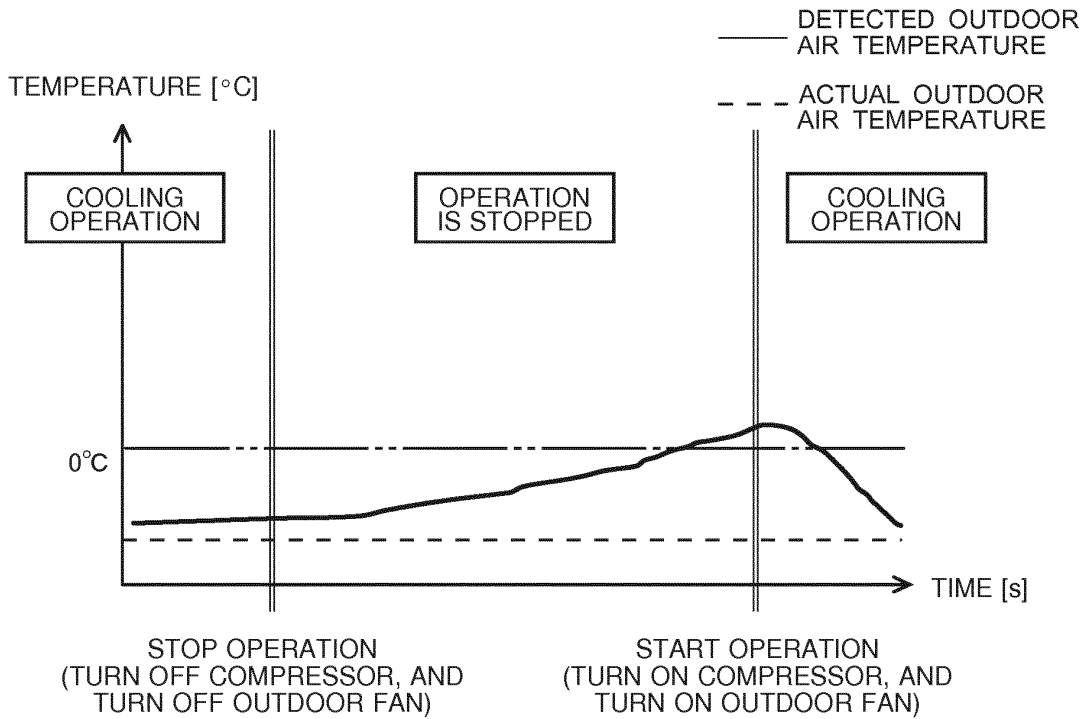 DETECTED OUTDOOR
AIR TEMPERATURE
TEMPERATURE [°C]
ACTUAL OUTDOOR
AIR TEMPERATURE
COOLING
OPERATION
OPERATION
IS STOPPED
COOLING
OPERATION
0°C
TIME [s]
STOP OPERATION
(TURN OFF COMPRESSOR, AND
TURN OFF OUTDOOR FAN)
START OPERATION
(TURN ON COMPRESSOR, AND
TURN ON OUTDOOR FAN)